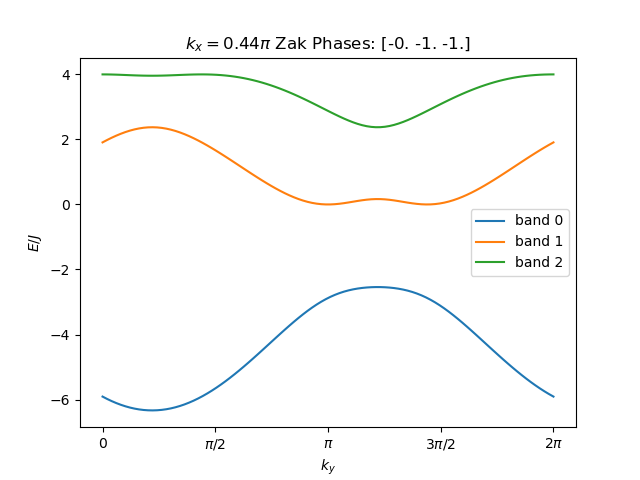 k_x = 0.44π Zak Phases: [-0. -1. -1.]
4
2
0
−2
−4
−6
E/J
band 0
band 1
band 2
0
π/2
π
3π/2
2π
k_y